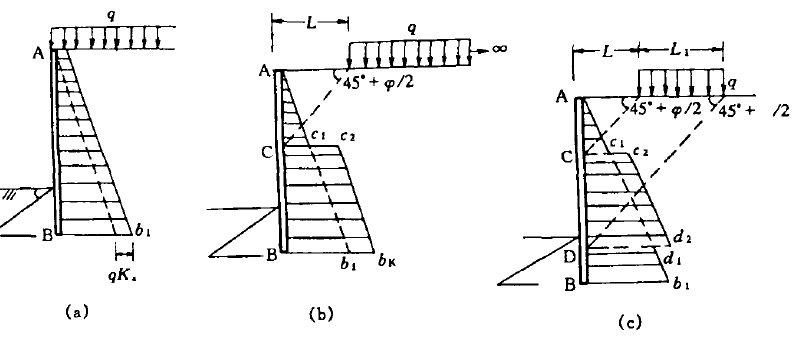 q
A
B
b₁
qKₐ
(a)
L
q
∞
A
45°+φ/2
c₁ c₂
C
B
b₁ bK
(b)
L L₁
q
A
45°+φ/2 45°+ /2
c₁ c₂
C
d₂
D d₁
B b₁
(c)